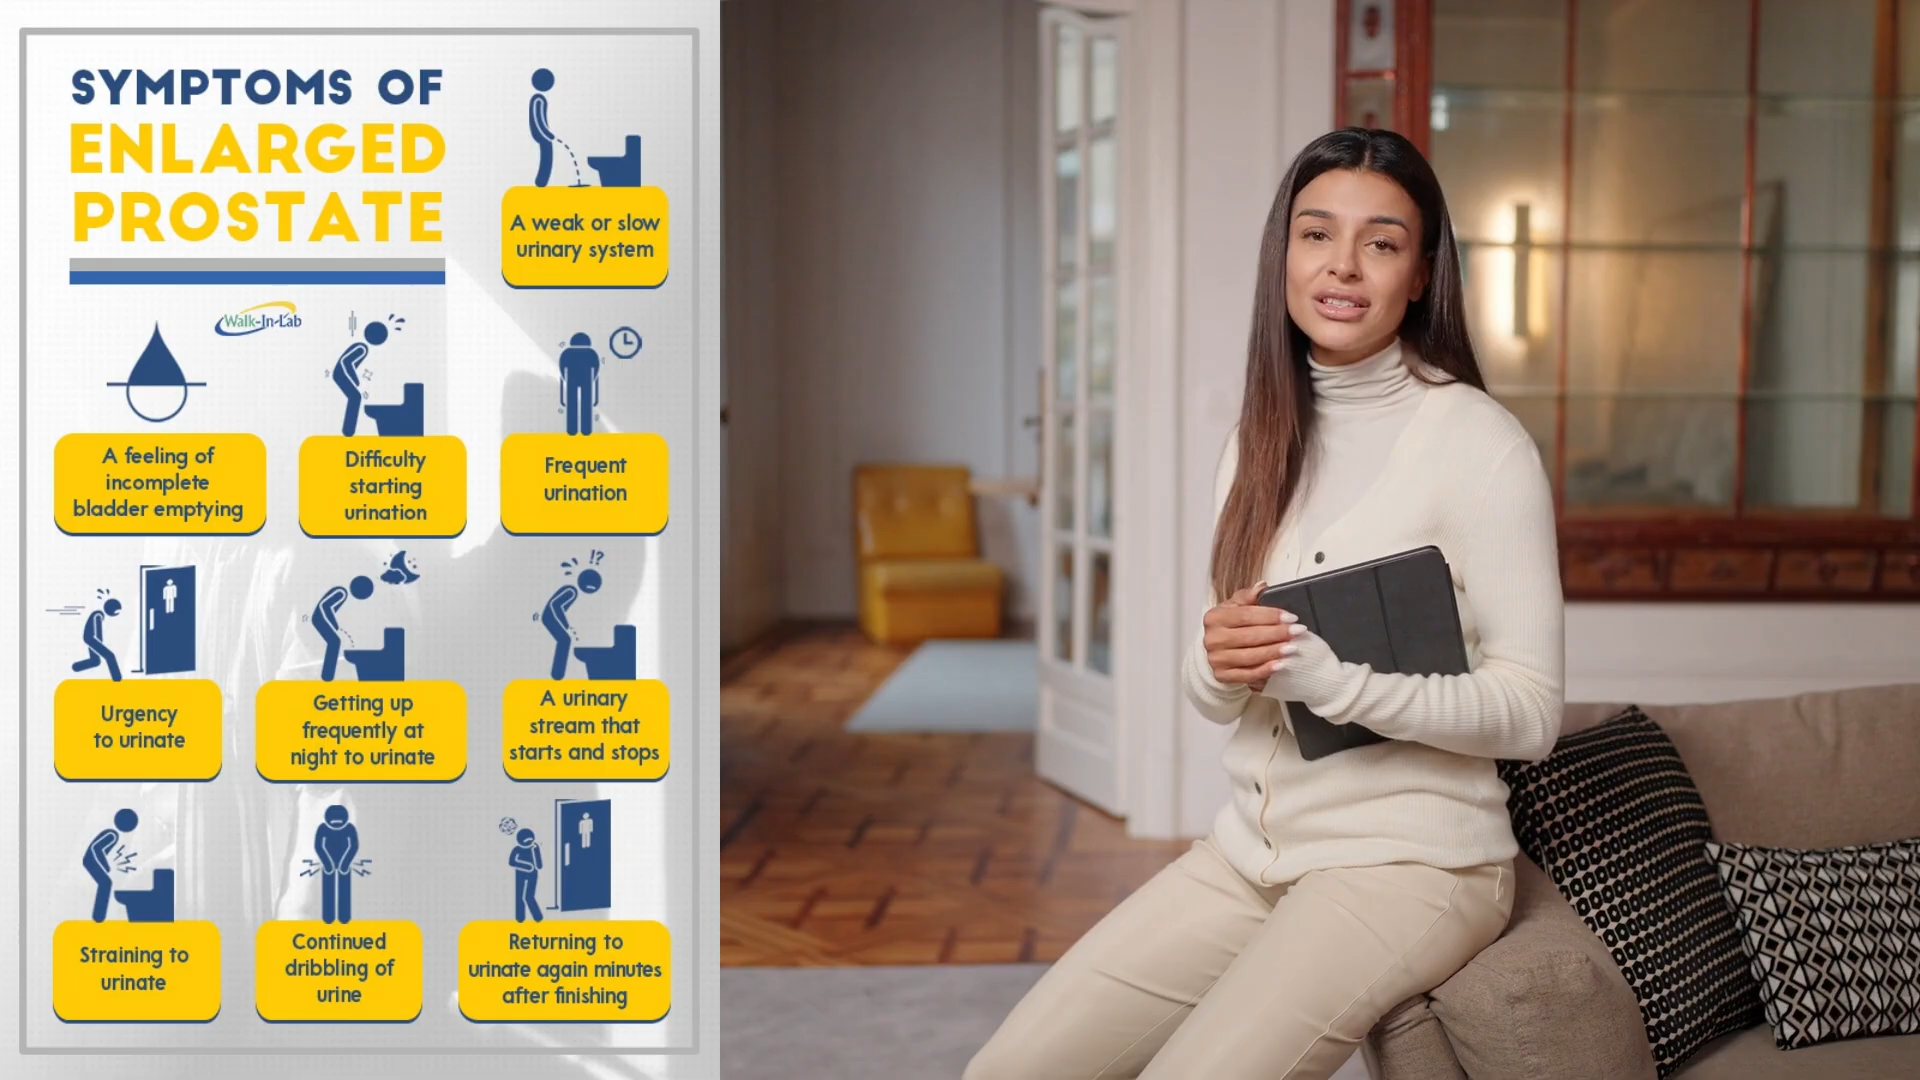 SYMPTOMS OF
ENLARGED
PROSTATE
A weak or slow
urinary system
Walk-In-Lab
A feeling of
incomplete
bladder emptying
Difficulty
starting
urination
Frequent
urination
!?
Urgency
to urinate
Getting up
frequently at
night to urinate
A urinary
stream that
starts and stops
Straining to
urinate
Continued
dribbling of
urine
Returning to
urinate again minutes
after finishing